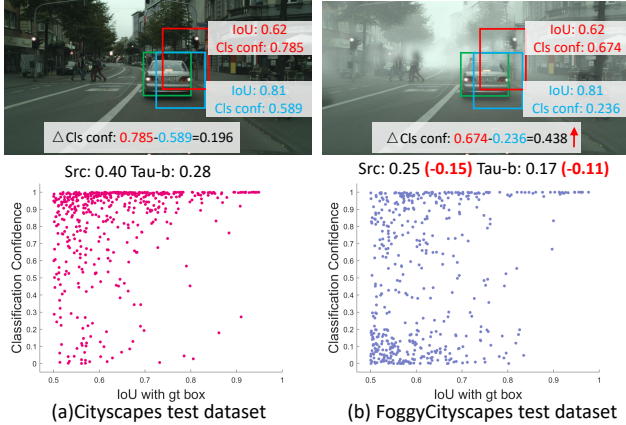 IoU: 0.62
Cls conf: 0.785
IoU: 0.81
Cls conf: 0.589
△Cls conf: 0.785-0.589=0.196
Src: 0.40 Tau-b: 0.28
Classification Confidence
1
0.9
0.8
0.7
0.6
0.5
0.4
0.3
0.2
0.1
0
0.5 0.6 0.7 0.8 0.9 1
IoU with gt box
(a)Cityscapes test dataset
IoU: 0.62
Cls conf: 0.674
IoU: 0.81
Cls conf: 0.236
△Cls conf: 0.674-0.236=0.438
Src: 0.25 (-0.15) Tau-b: 0.17 (-0.11)
Classification Confidence
1
0.9
0.8
0.7
0.6
0.5
0.4
0.3
0.2
0.1
0
0.5 0.6 0.7 0.8 0.9 1
IoU with gt box
(b) FoggyCityscapes test dataset